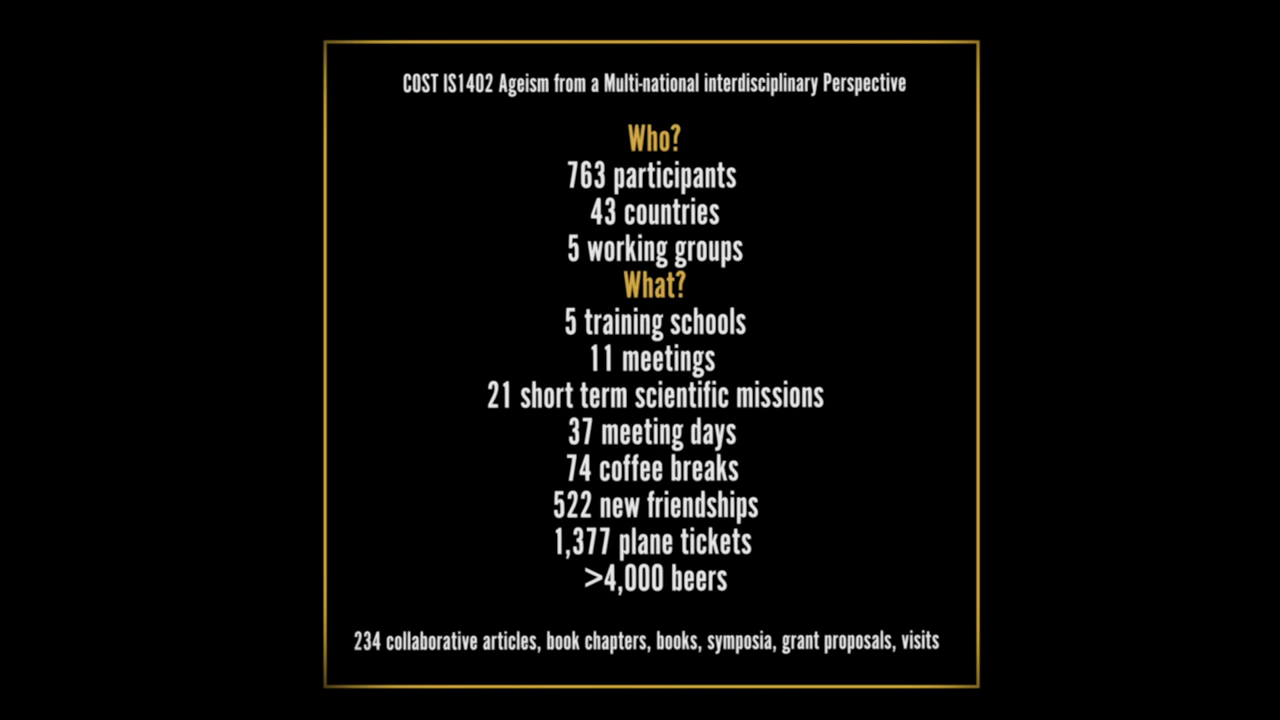 COST IS1402 Ageism from a Multi-national interdisciplinary Perspective
Who?
763 participants
43 countries
5 working groups
What?
5 training schools
11 meetings
21 short term scientific missions
37 meeting days
74 coffee breaks
522 new friendships
1,377 plane tickets
>4,000 beers
234 collaborative articles, book chapters, books, symposia, grant proposals, visits